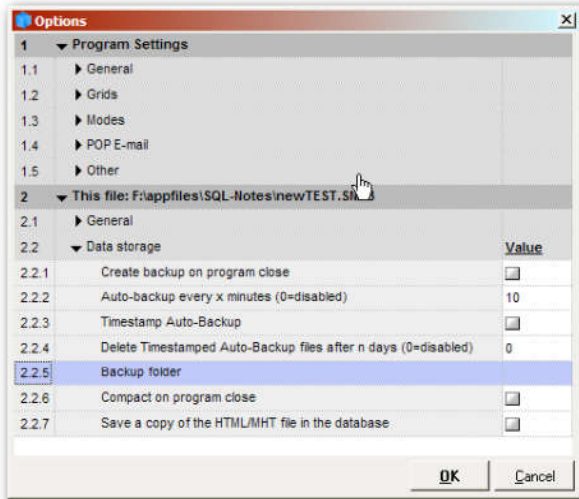 Options
1 Program Settings
1.1 General
1.2 Grids
1.3 Modes
1.4 POP E-mail
1.5 Other
2 This file: F:\appfiles\SQL-Notes\newTEST.
2.1 General
2.2 Data storage Value
2.2.1 Create backup on program close
2.2.2 Auto-backup every x minutes (0=disabled) 10
2.2.3 Timestamp Auto-Backup
2.2.4 Delete Timestamped Auto-Backup files after n days (0=disabled) 0
2.2.5 Backup folder
2.2.6 Compact on program close
2.2.7 Save a copy of the HTML/MHT file in the database
OK Cancel